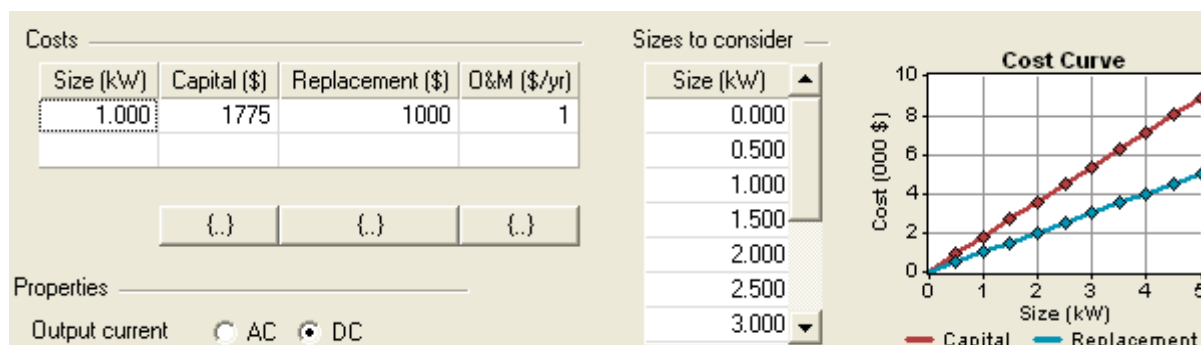 Costs
Size (kW) Capital ($) Replacement ($) O&M ($/yr)
1.000 1775 1000 1
{..} {..} {..}
Properties
Output current AC DC
Sizes to consider
Size (kW)
0.000
0.500
1.000
1.500
2.000
2.500
3.000
Cost Curve
Cost (000 $)
10
8
6
4
2
0
0 1 2 3 4 5
Size (kW)
Capital Replacement